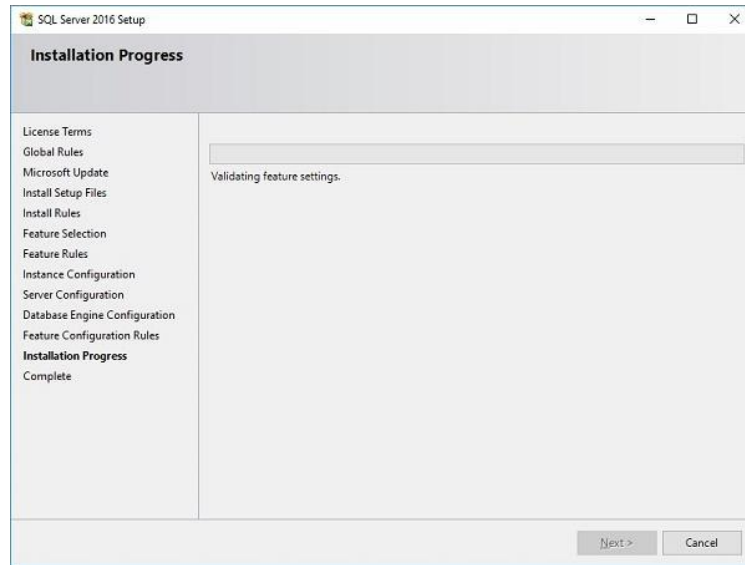 SQL Server 2016 Setup
Installation Progress
License Terms
Global Rules
Microsoft Update
Install Setup Files
Install Rules
Feature Selection
Feature Rules
Instance Configuration
Server Configuration
Database Engine Configuration
Feature Configuration Rules
Installation Progress
Complete
Validating feature settings.
Next >
Cancel